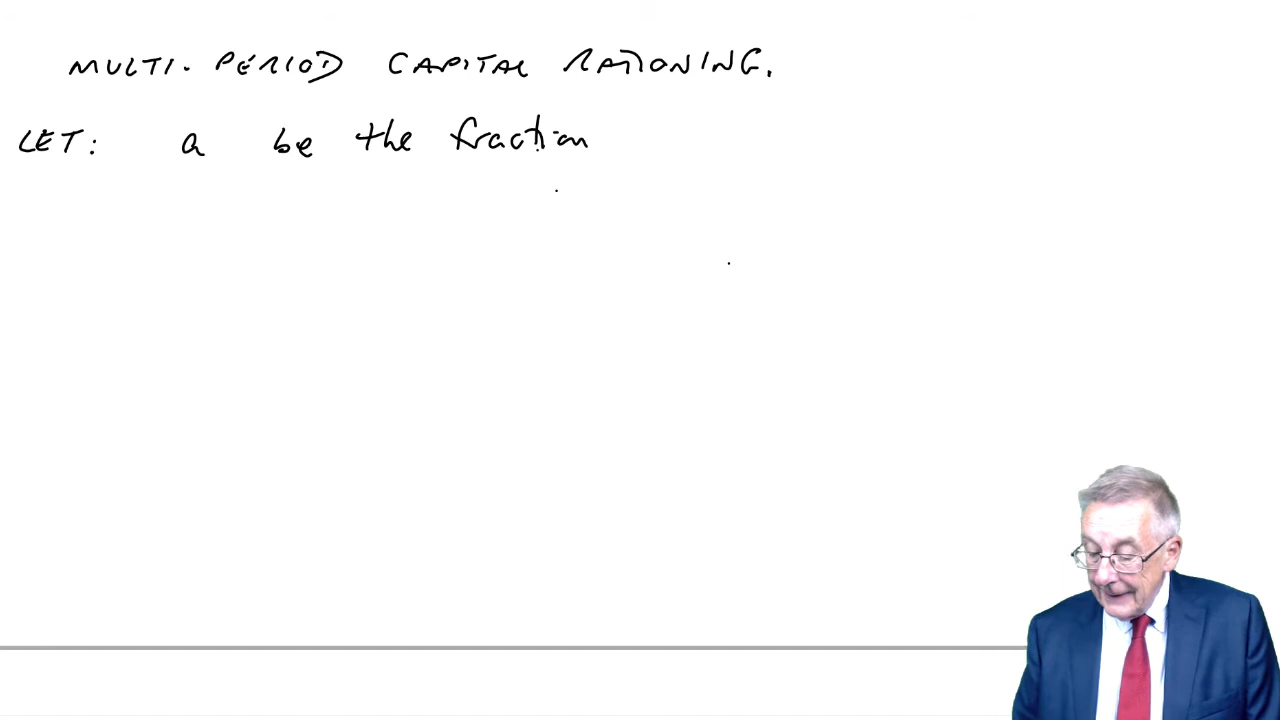 MULTI-PERIOD CAPITAL RATIONING.
LET: a be the fraction